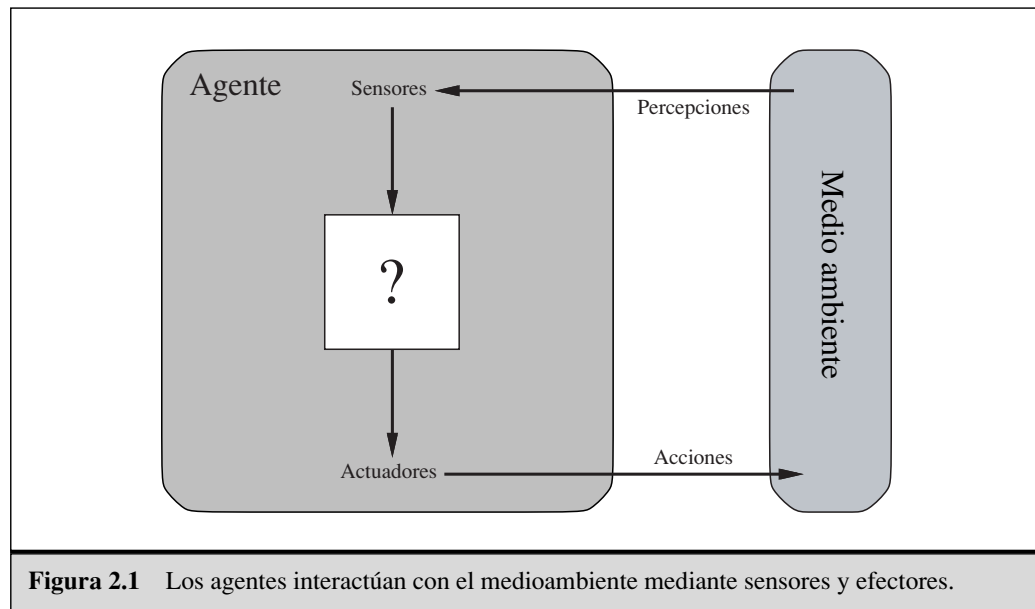 Agente
Sensores
Percepciones
Medio ambiente
?
Actuadores
Acciones
Figura 2.1 Los agentes interactúan con el medioambiente mediante sensores y efectores.